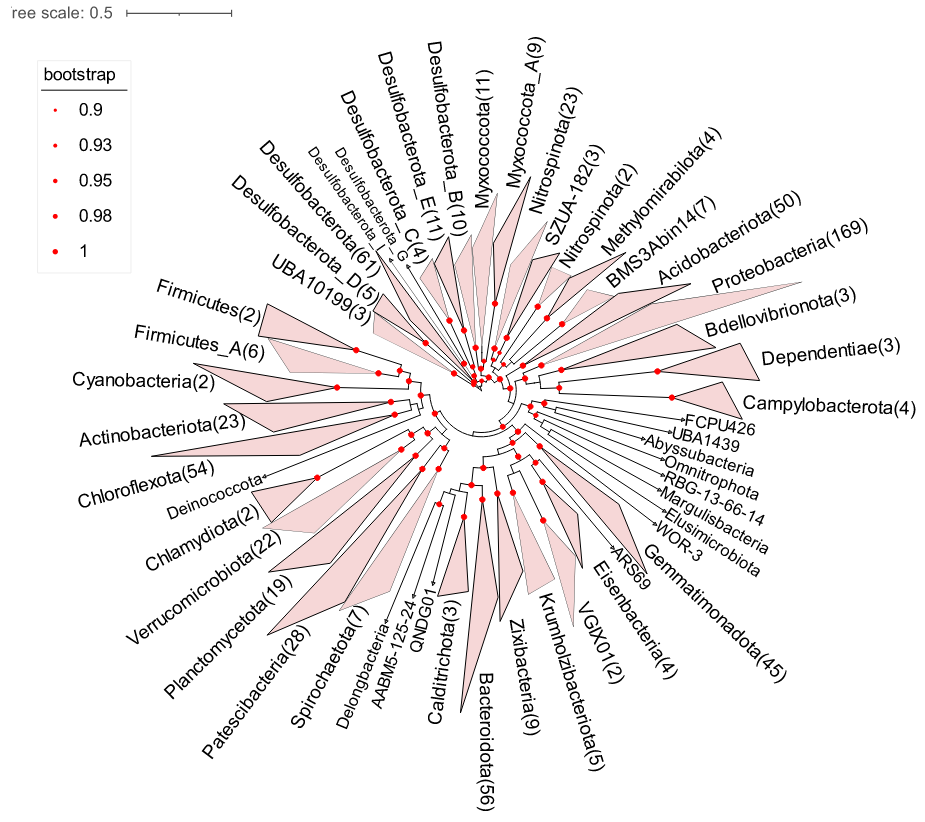 ree scale: 0.5
bootstrap
0.9
0.93
0.95
0.98
1
Firmicutes(2)
Firmicutes_A(6)
Cyanobacteria(2)
Actinobacteriota(23)
Chloroflexota(54)
Deinococcota
Chlamydiota(2)
Verrucomicrobiota(22)
Planctomycetota(19)
Patescibacteria(28)
Spirochaetota(7)
Delongbacteria
AABM5-125-24
QNDG01
Calditrichota(3)
Bacteroidota(56)
Zixibacteria(9)
Krumholzibacteriota(5)
VGIX01(2)
Eisenbacteria(4)
ARS69
Gemmatimonadota(45)
WOR-3
Elusimicrobiota
Margulisbacteria
RBG-13-66-14
Omnitrophota
Abyssubacteria
UBA1439
FCPU426
Campylobacterota(4)
Dependentiae(3)
Bdellovibrionota(3)
Proteobacteria(169)
Acidobacteriota(50)
BMS3Abin14(7)
Methylomirabilota(4)
Nitrospinota(2)
SZUA-182(3)
Nitrospinota(23)
Myxococcota_A(9)
Myxococcota(11)
Desulfobacterota_B(10)
Desulfobacterota_E(11)
Desulfobacterota_C(4)
Desulfobacterota_G
Desulfobacterota_L
Desulfobacterota(61)
Desulfobacterota_D(5)
UBA10199(3)